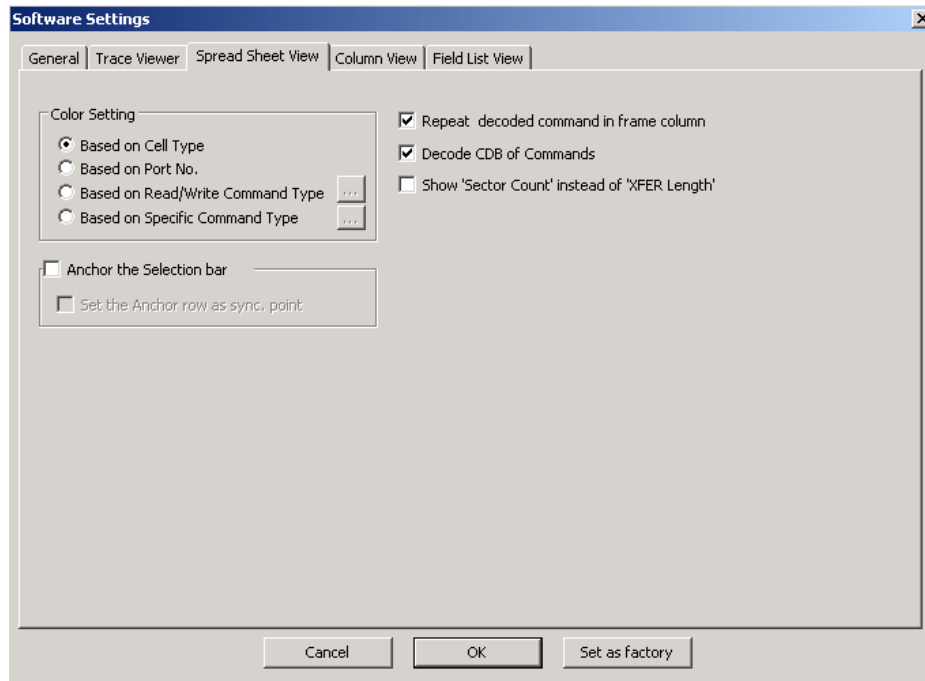 Software Settings
General Trace Viewer Spread Sheet View Column View Field List View
Color Setting
Based on Cell Type
Based on Port No.
Based on Read/Write Command Type ...
Based on Specific Command Type ...
Anchor the Selection bar
Set the Anchor row as sync. point
Repeat decoded command in frame column
Decode CDB of Commands
Show 'Sector Count' instead of 'XFER Length'
Cancel OK Set as factory